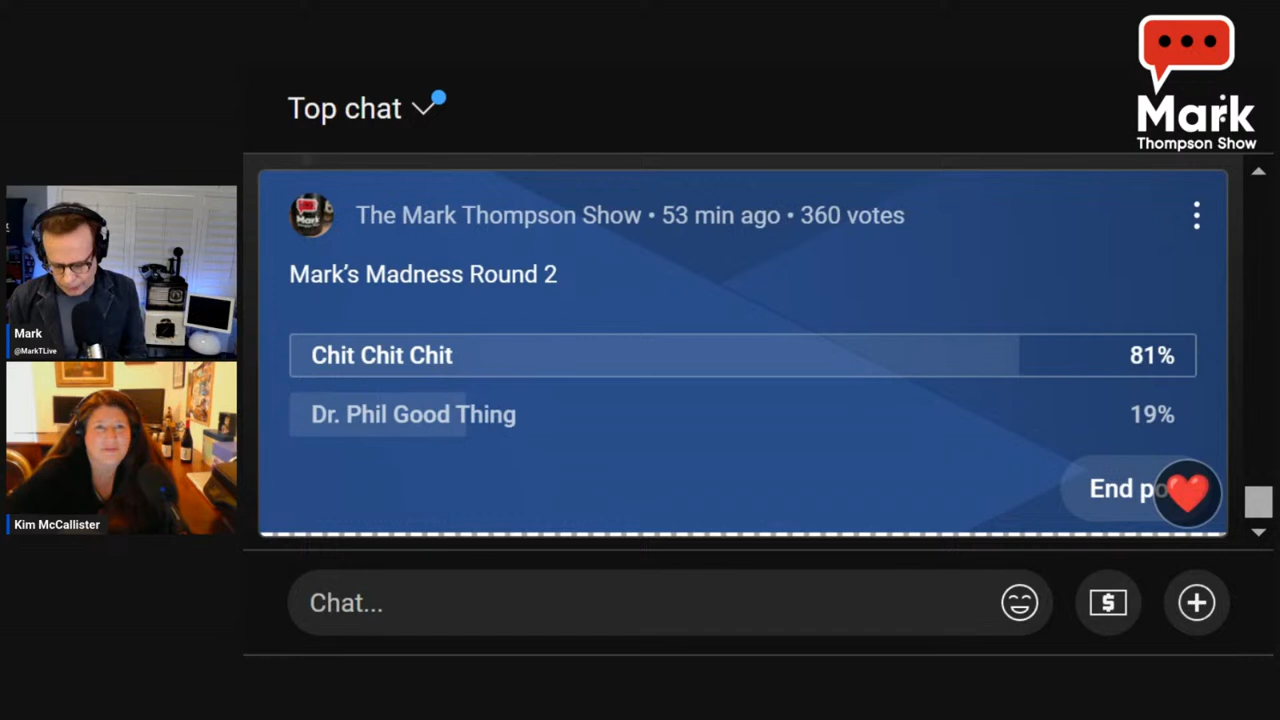 Mark
Thompson Show
Top chat
The Mark Thompson Show • 53 min ago • 360 votes
Mark’s Madness Round 2
Chit Chit Chit 81%
Dr. Phil Good Thing 19%
End po
Mark
@MarkTLive
Kim McCallister
Chat...
$